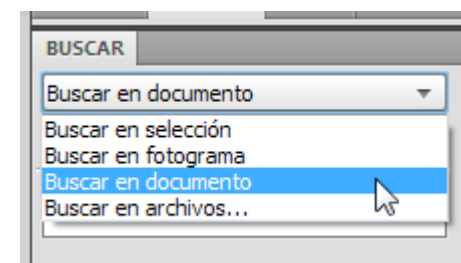 BUSCAR
Buscar en documento
Buscar en selección
Buscar en fotograma
Buscar en documento
Buscar en archivos...